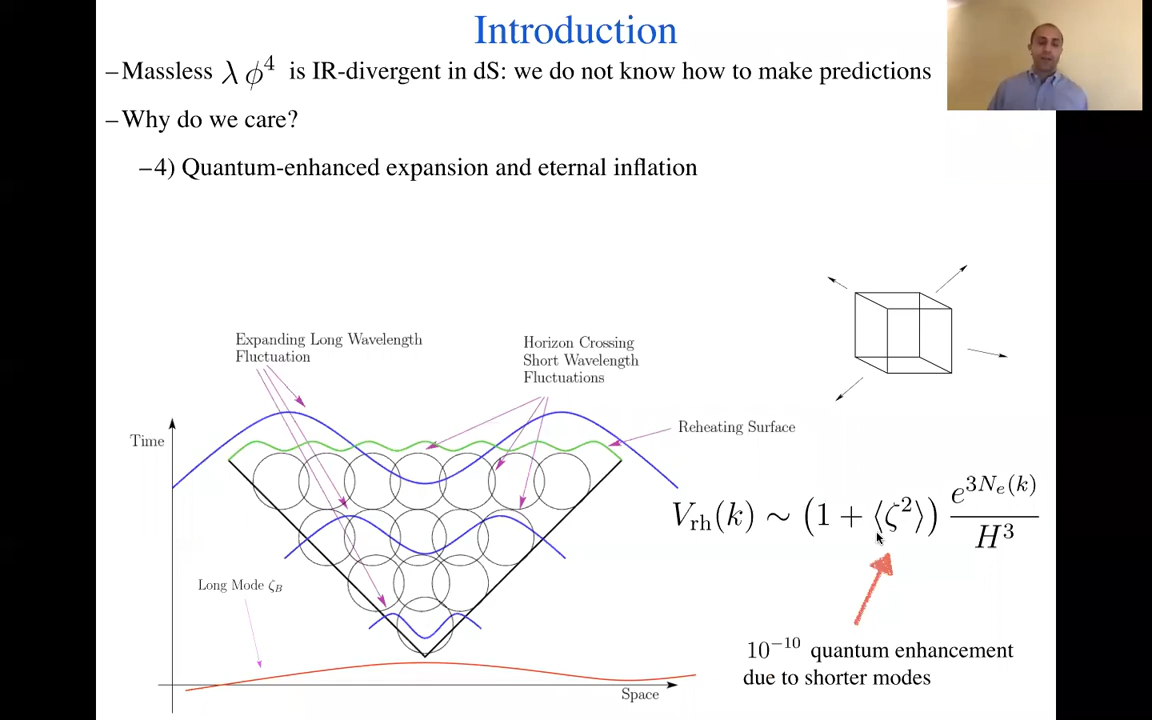 Introduction
–Massless λ ϕ⁴ is IR-divergent in dS: we do not know how to make predictions
–Why do we care?
–4) Quantum-enhanced expansion and eternal inflation
Expanding Long Wavelength
Fluctuation
Horizon Crossing
Short Wavelength
Fluctuations
Time
Reheating Surface
V_rh(k) ∼ (1 + ⟨ζ²⟩) e^{3N_e(k)} / H³
Long Mode ζ_B
10⁻¹⁰ quantum enhancement
due to shorter modes
Space